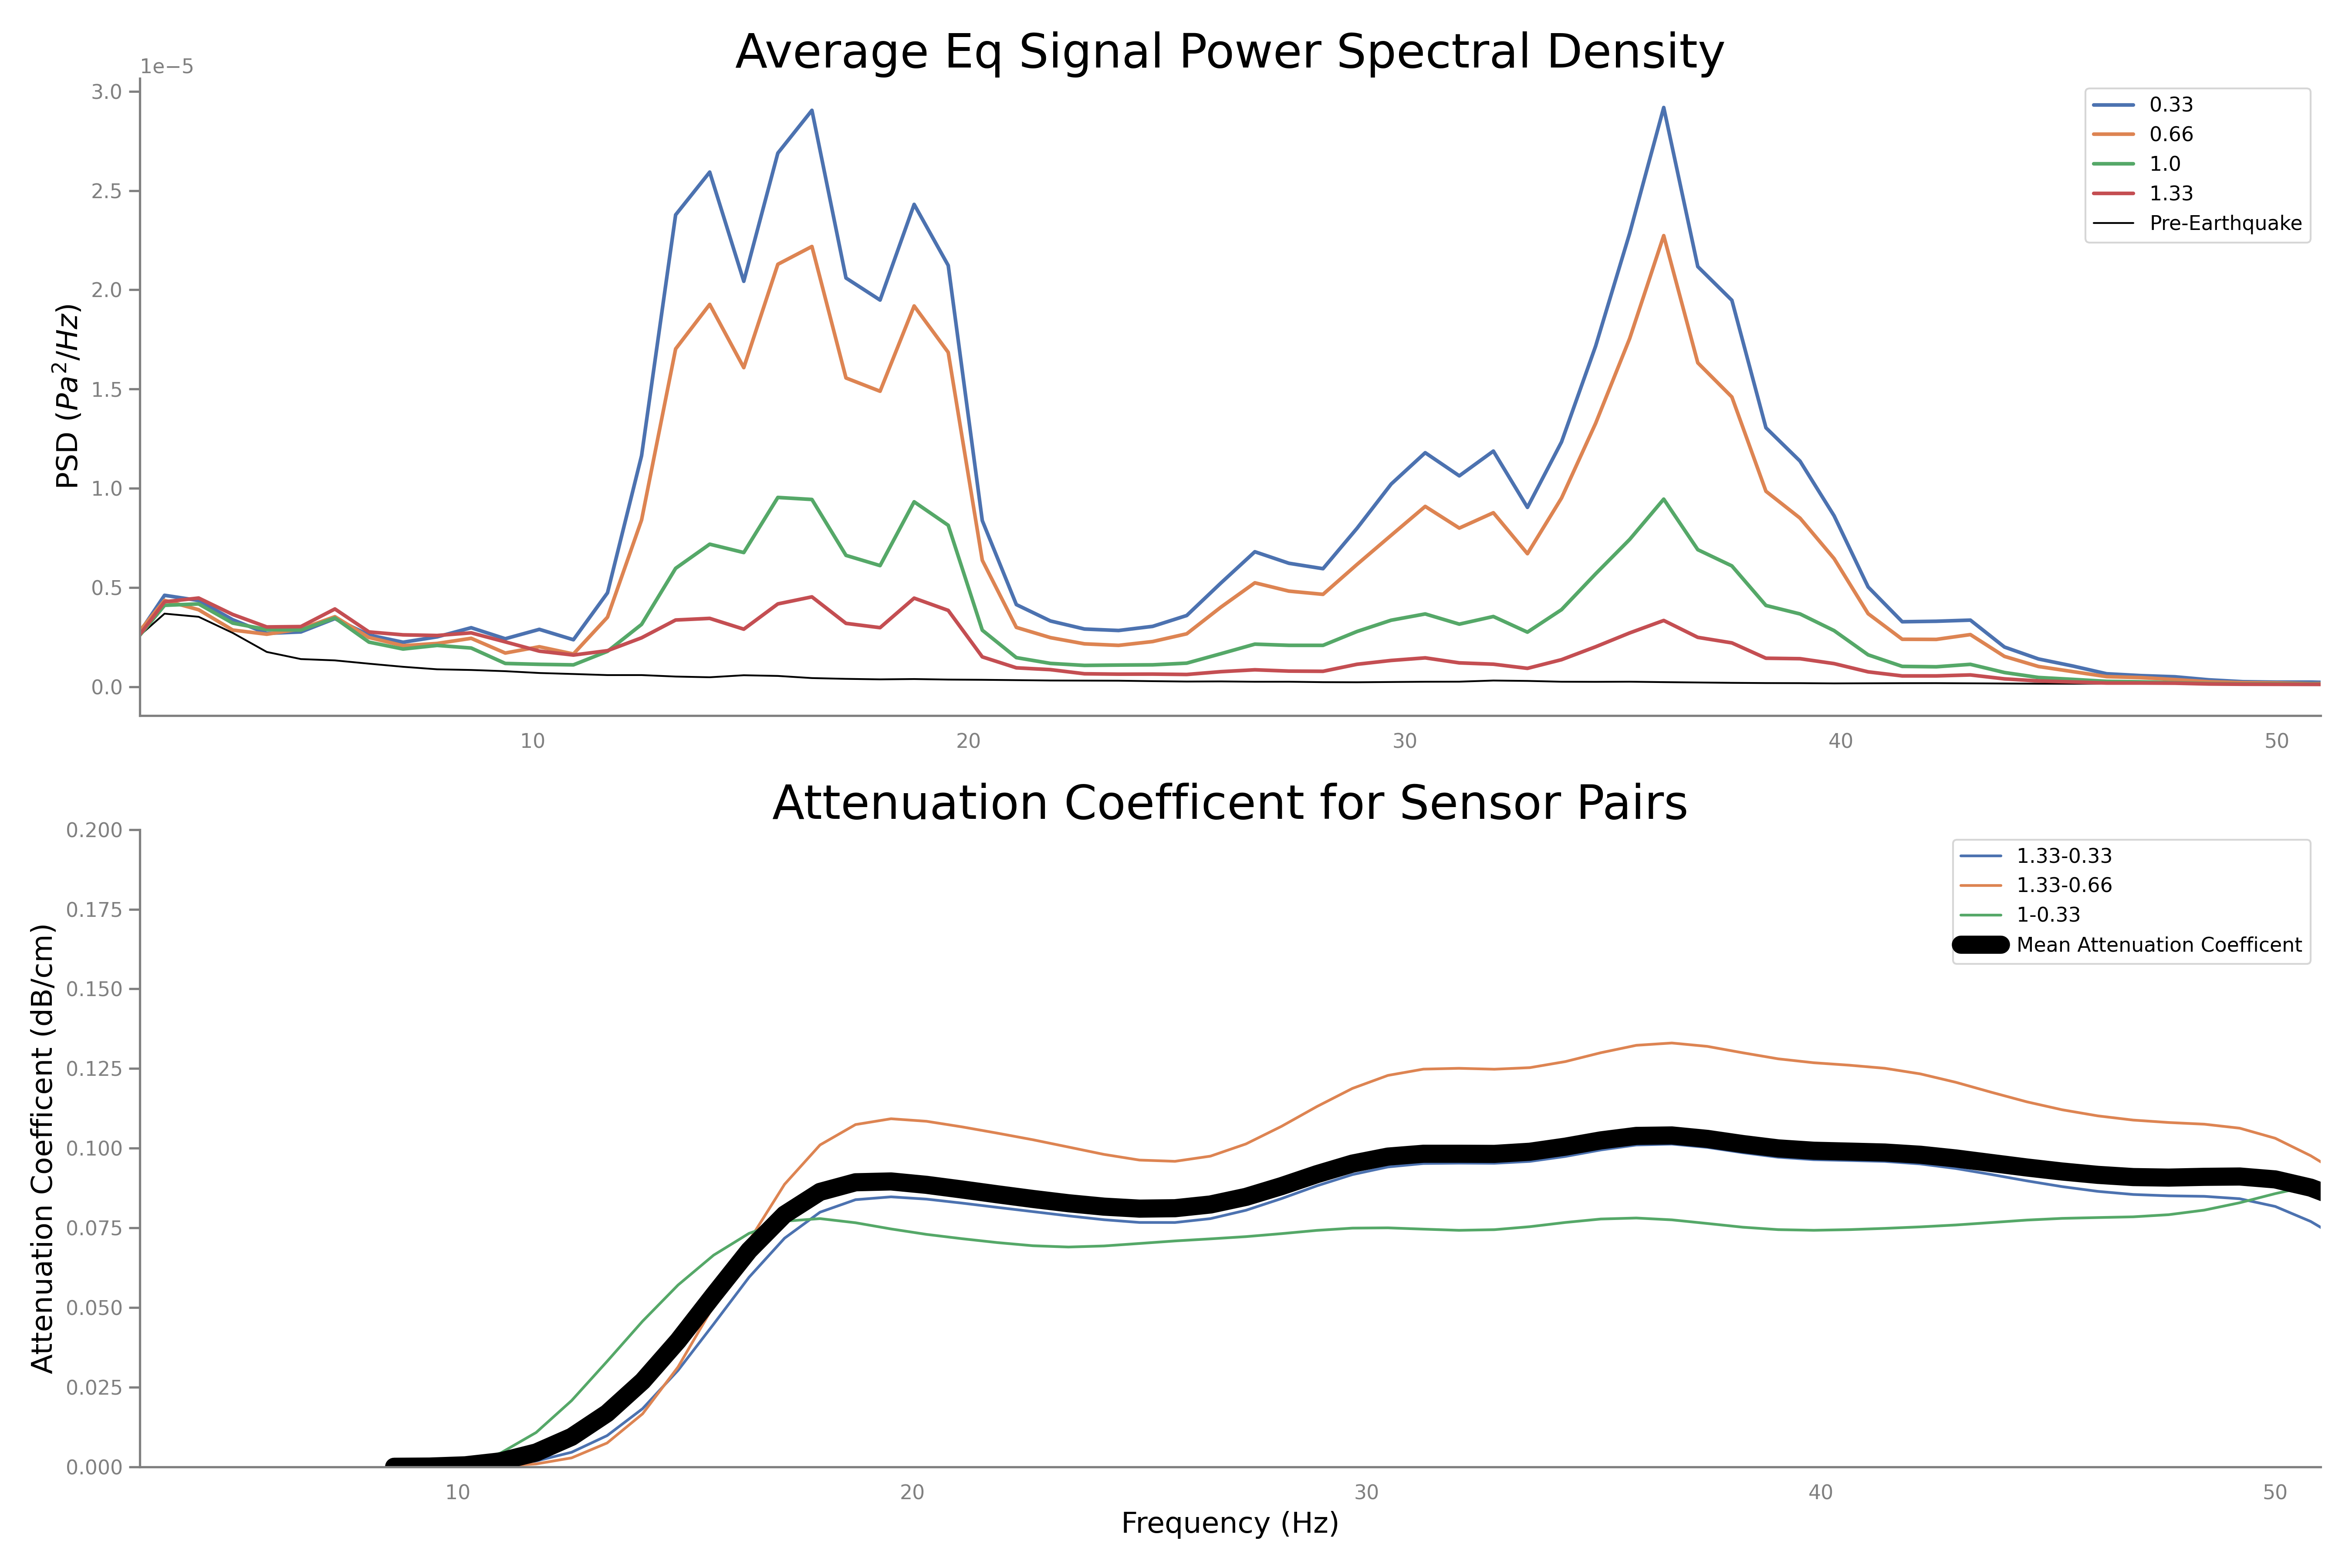 Average Eq Signal Power Spectral Density
1e−5
3.0
2.5
2.0
1.5
1.0
0.5
0.0
PSD (Pa²/Hz)
0.33
0.66
1.0
1.33
Pre-Earthquake
10 20 30 40 50
Attenuation Coefficent for Sensor Pairs
0.200
0.175
0.150
0.125
0.100
0.075
0.050
0.025
0.000
Attenuation Coefficent (dB/cm)
1.33-0.33
1.33-0.66
1-0.33
Mean Attenuation Coefficent
10 20 30 40 50
Frequency (Hz)